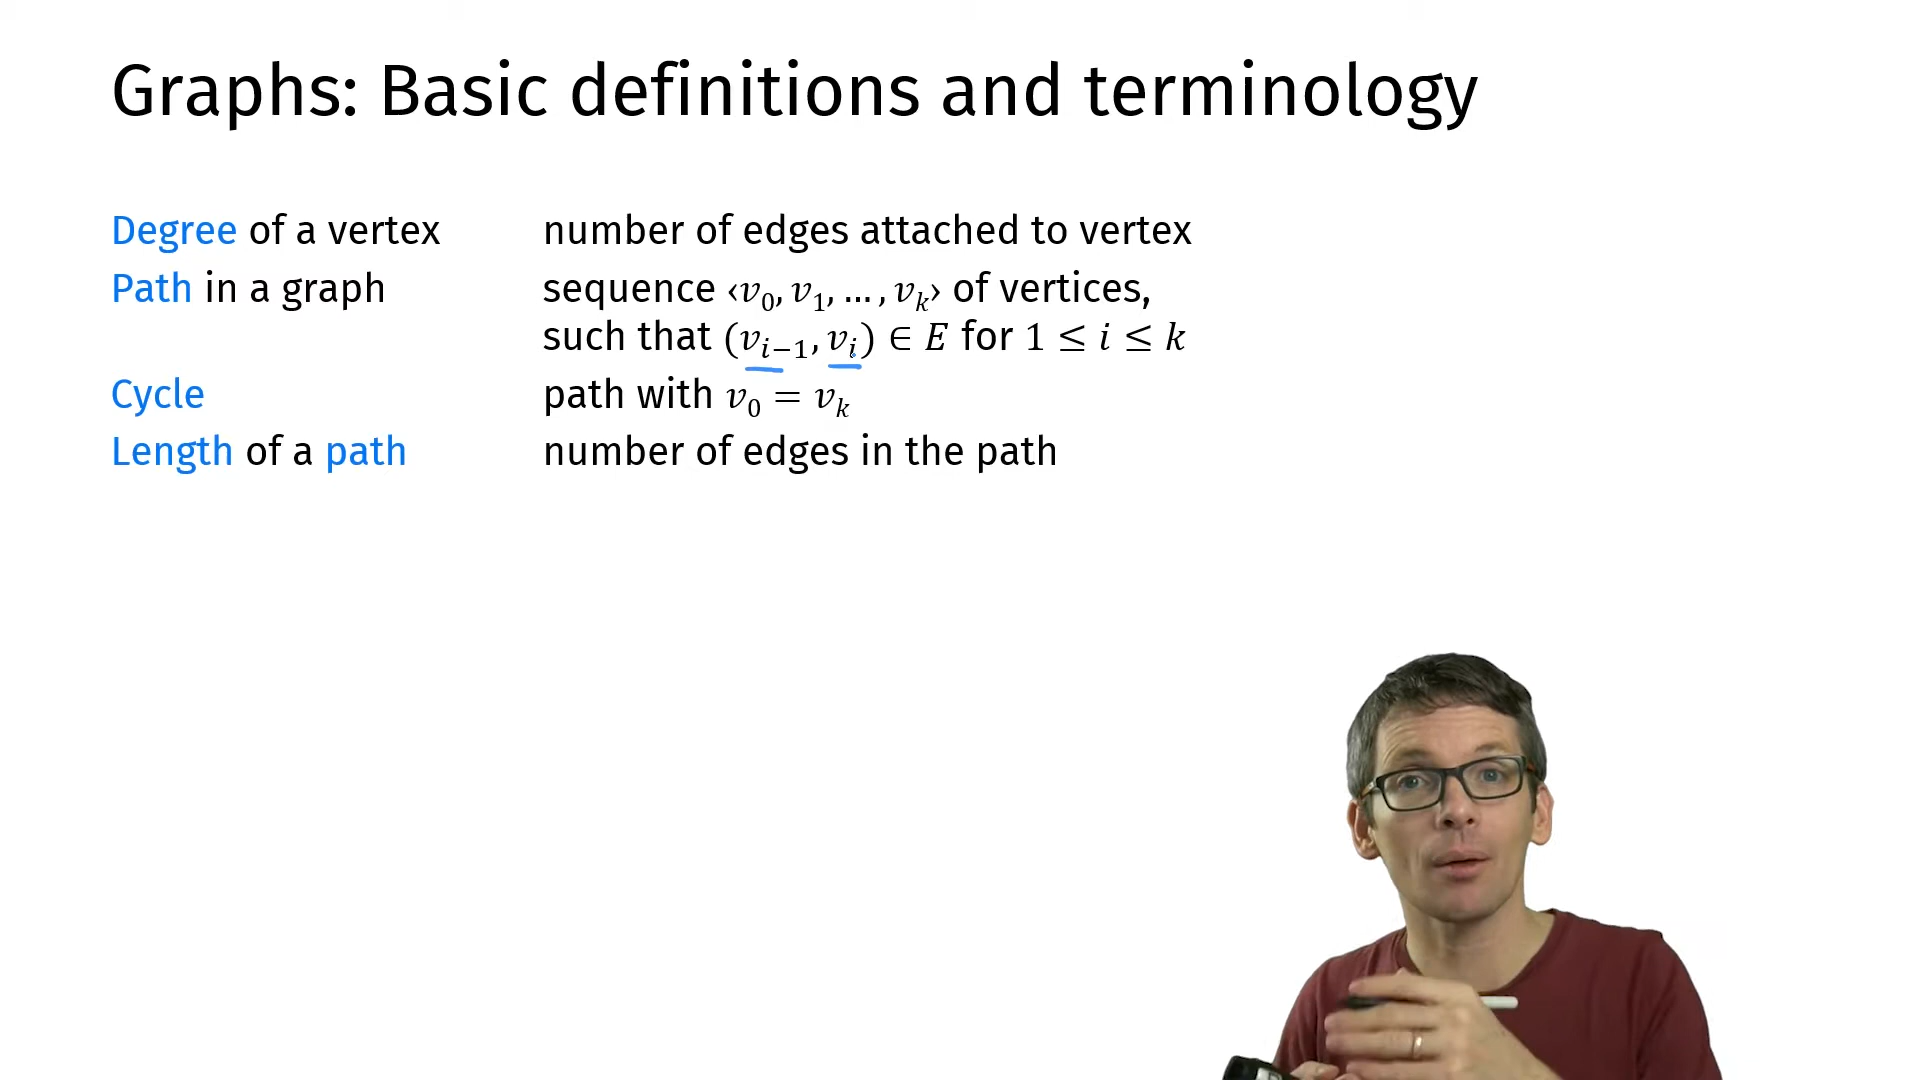 Graphs: Basic definitions and terminology
Degree of a vertex number of edges attached to vertex
Path in a graph sequence ‹v₀, v₁, … , vₖ› of vertices,
such that (vᵢ₋₁, vᵢ) ∈ E for 1 ≤ i ≤ k
Cycle path with v₀ = vₖ
Length of a path number of edges in the path